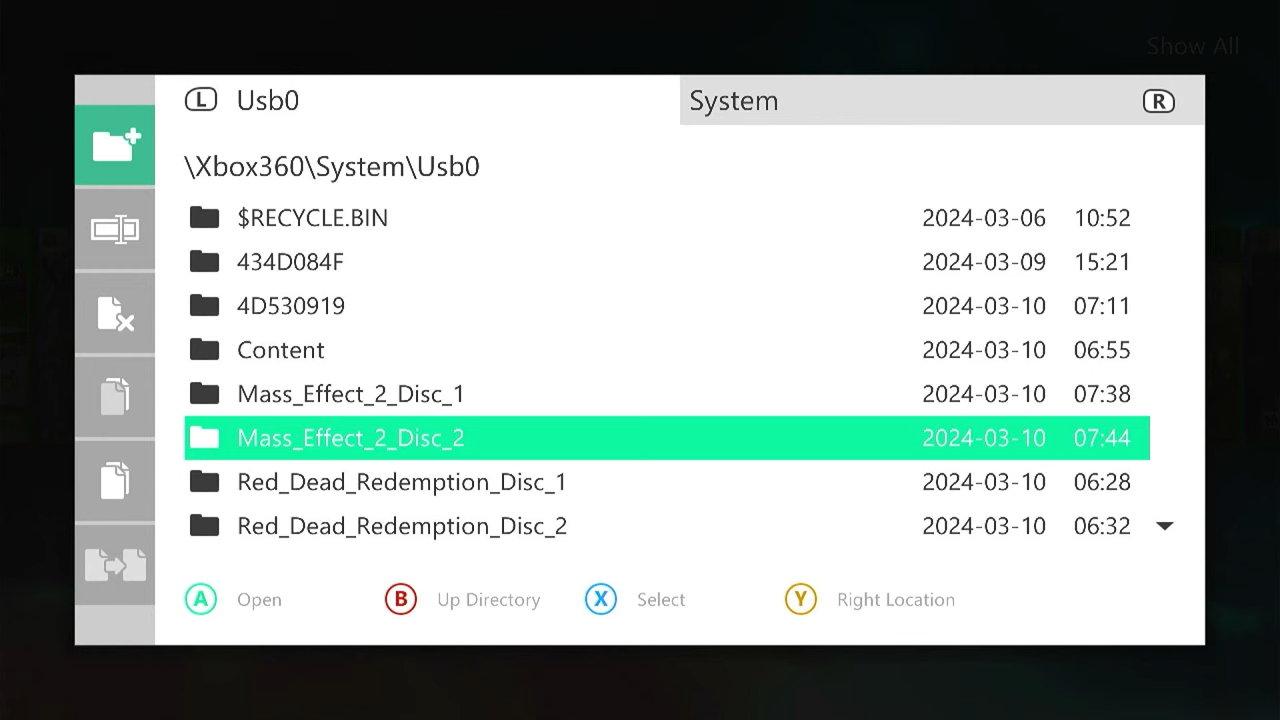 Show All
L Usb0 System R
\Xbox360\System\Usb0
$RECYCLE.BIN 2024-03-06 10:52
434D084F 2024-03-09 15:21
4D530919 2024-03-10 07:11
Content 2024-03-10 06:55
Mass_Effect_2_Disc_1 2024-03-10 07:38
Mass_Effect_2_Disc_2 2024-03-10 07:44
Red_Dead_Redemption_Disc_1 2024-03-10 06:28
Red_Dead_Redemption_Disc_2 2024-03-10 06:32
A Open B Up Directory X Select Y Right Location